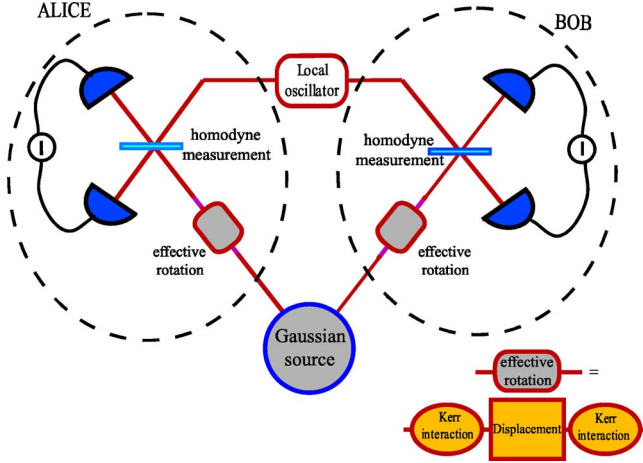 ALICE
BOB
Local
oscillator
homodyne
measurement
homodyne
measurement
I
I
effective
rotation
effective
rotation
Gaussian
source
effective
rotation
=
Kerr
interaction
Displacement
Kerr
interaction